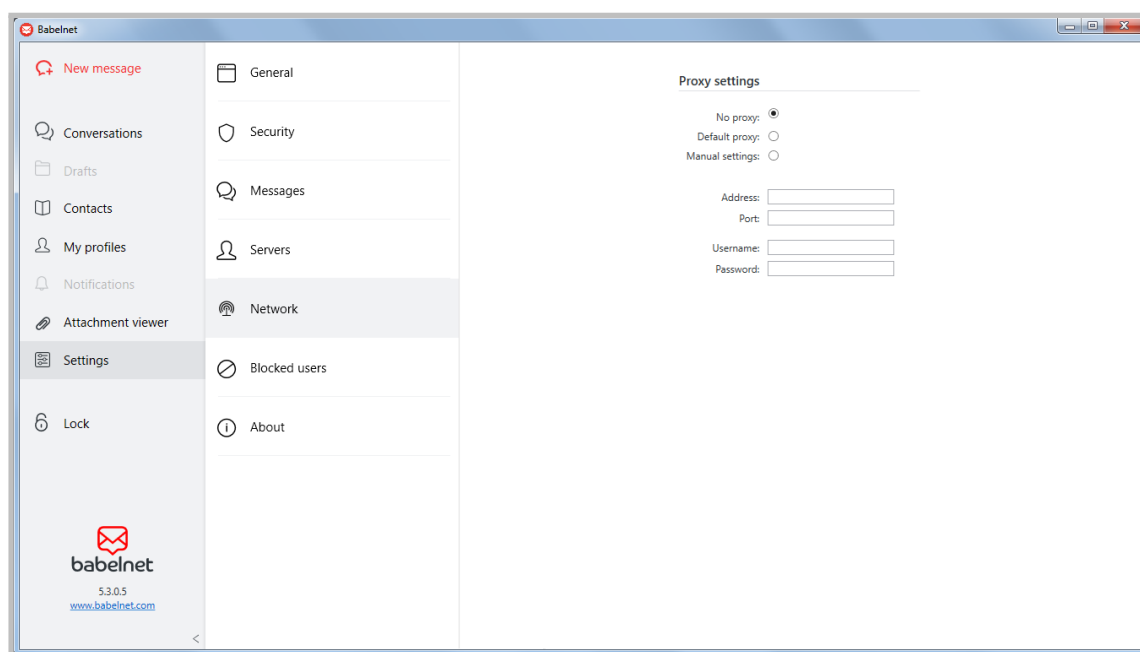 Babelnet
New message
Conversations
Drafts
Contacts
My profiles
Notifications
Attachment viewer
Settings
Lock
babelnet
5.3.0.5
www.babelnet.com
<
General
Security
Messages
Servers
Network
Blocked users
About
Proxy settings
No proxy:
Default proxy:
Manual settings:
Address:
Port:
Username:
Password: